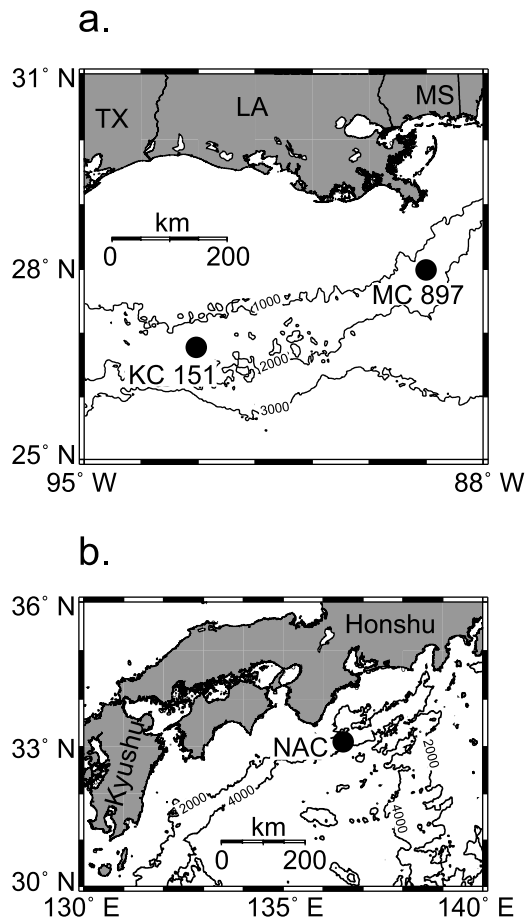 a.
31° N
TX
LA
MS
km
0 200
28° N
1000
MC 897
KC 151
2000
3000
25° N
95° W
88° W
b.
36° N
Honshu
Kyushu
33° N
NAC
2000
4000
2000
4000
km
0 200
30° N
130° E
135° E
140° E